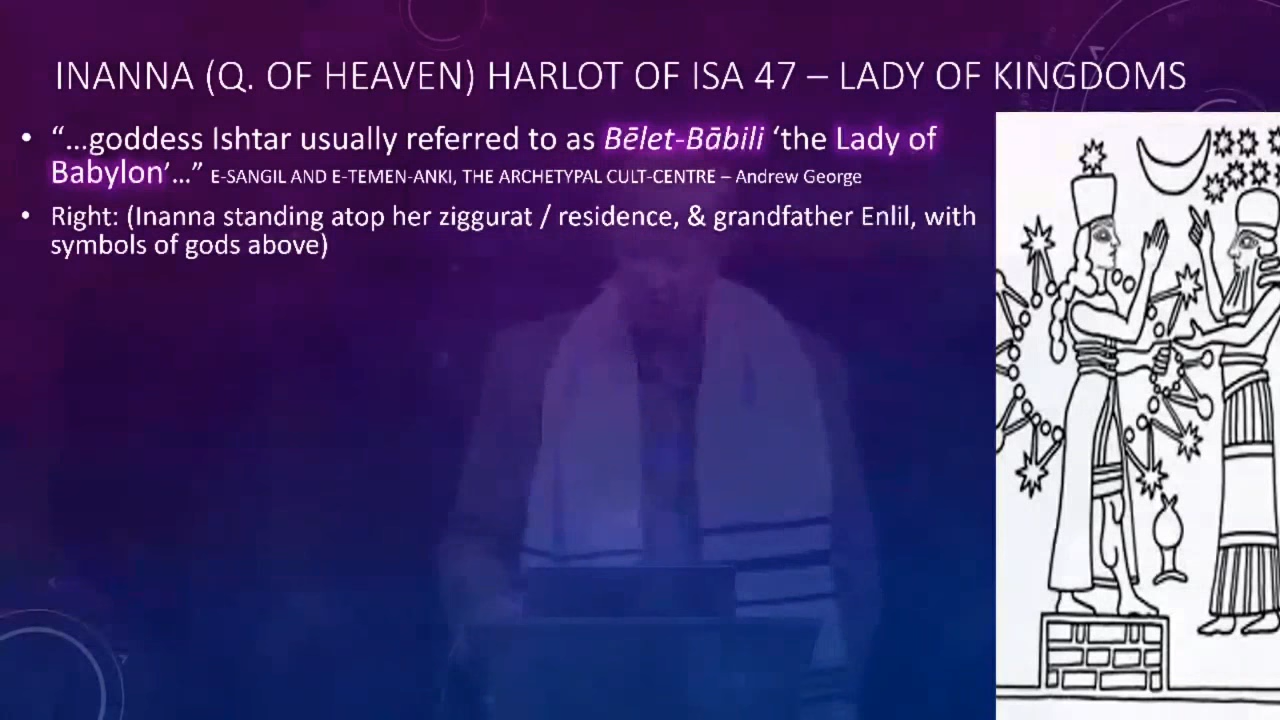 INANNA (Q. OF HEAVEN) HARLOT OF ISA 47 – LADY OF KINGDOMS
• “…goddess Ishtar usually referred to as Bēlet-Bābili ‘the Lady of
Babylon’…” E-SANGIL AND E-TEMEN-ANKI, THE ARCHETYPAL CULT-CENTRE – Andrew George
• Right: (Inanna standing atop her ziggurat / residence, & grandfather Enlil, with
symbols of gods above)